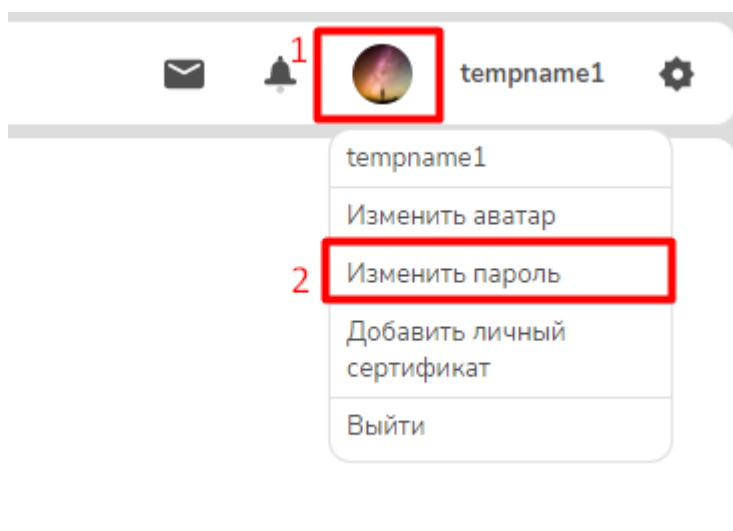 1
tempname1
tempname1
Изменить аватар
2
Изменить пароль
Добавить личный
сертификат
Выйти